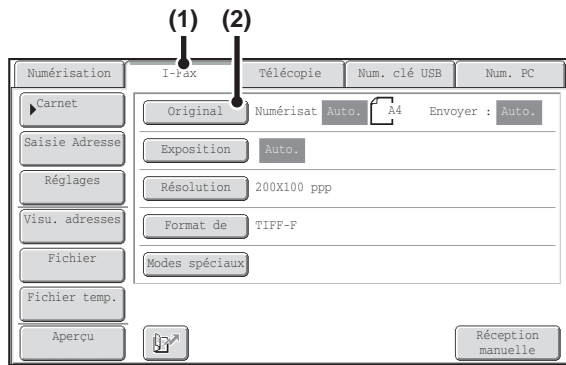 (1) (2)
Numérisation I-Fax Télécopie Num. clé USB Num. PC
Carnet
Original Numérisat Auto. A4 Envoyer : Auto.
Saisie Adresse
Exposition Auto.
Réglages
Résolution 200X100 ppp
Visu. adresses
Format de TIFF-F
Fichier
Modes spéciaux
Fichier temp.
Aperçu
Réception
manuelle